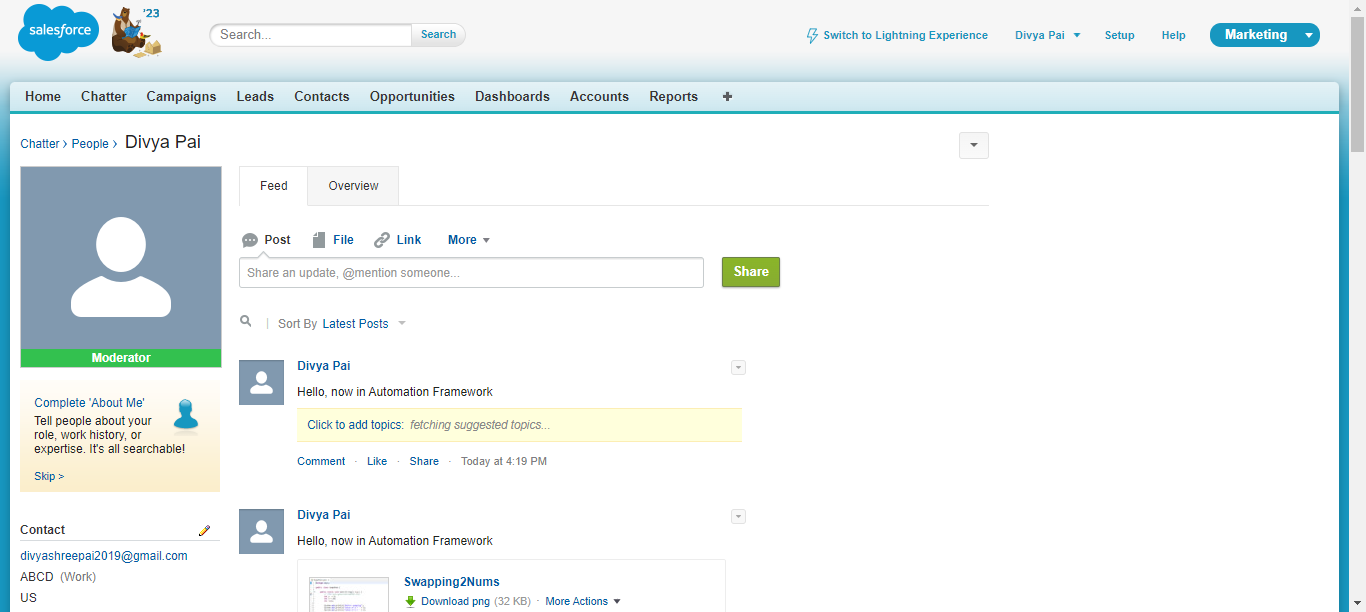 salesforce
'23
Search...
Search
Switch to Lightning Experience
Divya Pai
Setup
Help
Marketing
Home
Chatter
Campaigns
Leads
Contacts
Opportunities
Dashboards
Accounts
Reports
+
Chatter › People › Divya Pai
Feed
Overview
Post
File
Link
More
Share an update, @mention someone...
Share
| Sort By Latest Posts
Moderator
Complete 'About Me'
Tell people about your
role, work history, or
expertise. It's all searchable!
Skip >
Contact
divyashreepai2019@gmail.com
ABCD (Work)
US
Divya Pai
Hello, now in Automation Framework
Click to add topics: fetching suggested topics...
Comment · Like · Share · Today at 4:19 PM
Divya Pai
Hello, now in Automation Framework
Swapping2Nums
Download png (32 KB) · More Actions